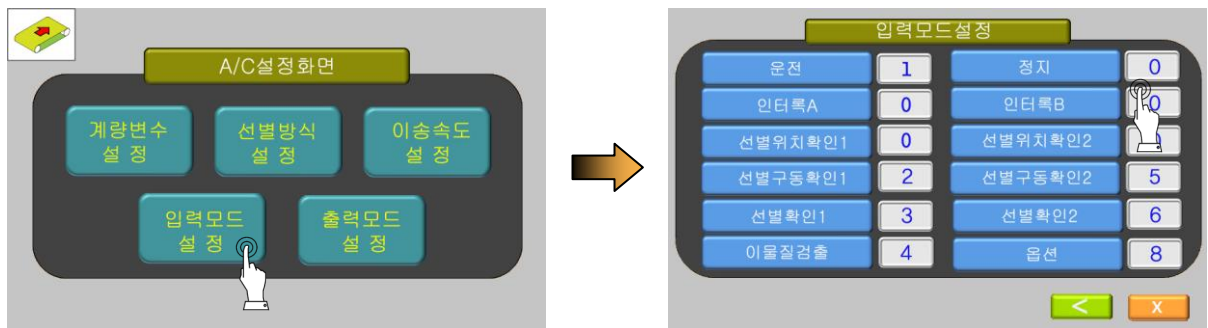 A/C설정화면
계량변수
설 정
선별방식
설 정
이송속도
설 정
입력모드
설 정
출력모드
설 정
입력모드설정
운전 1 정지 0
인터록A 0 인터록B 0
선별위치확인1 0 선별위치확인2
선별구동확인1 2 선별구동확인2 5
선별확인1 3 선별확인2 6
이물질검출 4 옵션 8
< X